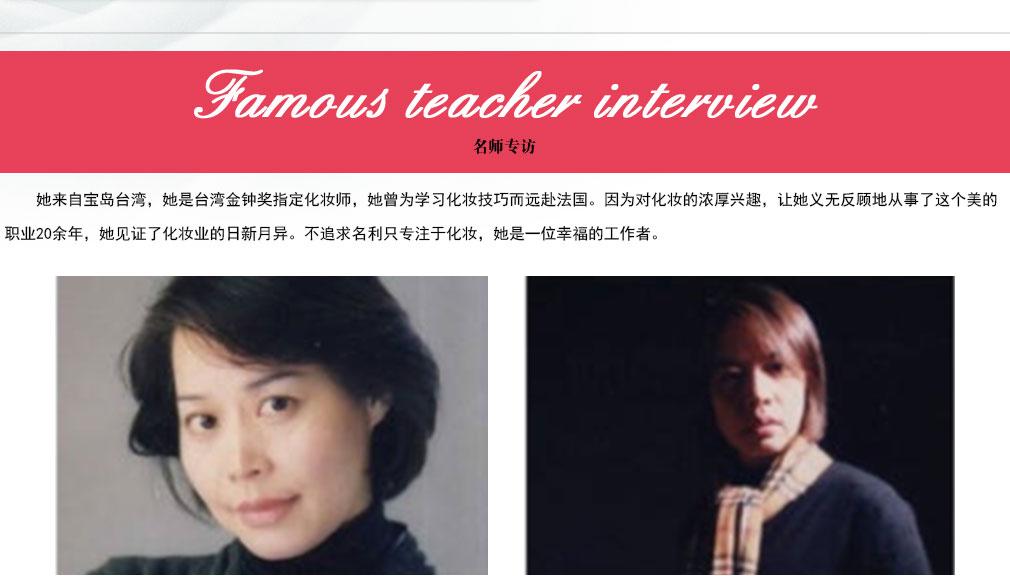 Famous teacher interview
名师专访
她来自宝岛台湾，她是台湾金钟奖指定化妆师，她曾为学习化妆技巧而远赴法国。因为对化妆的浓厚兴趣，让她义无反顾地从事了这个美的
职业20余年，她见证了化妆业的日新月异。不追求名利只专注于化妆，她是一位幸福的工作者。